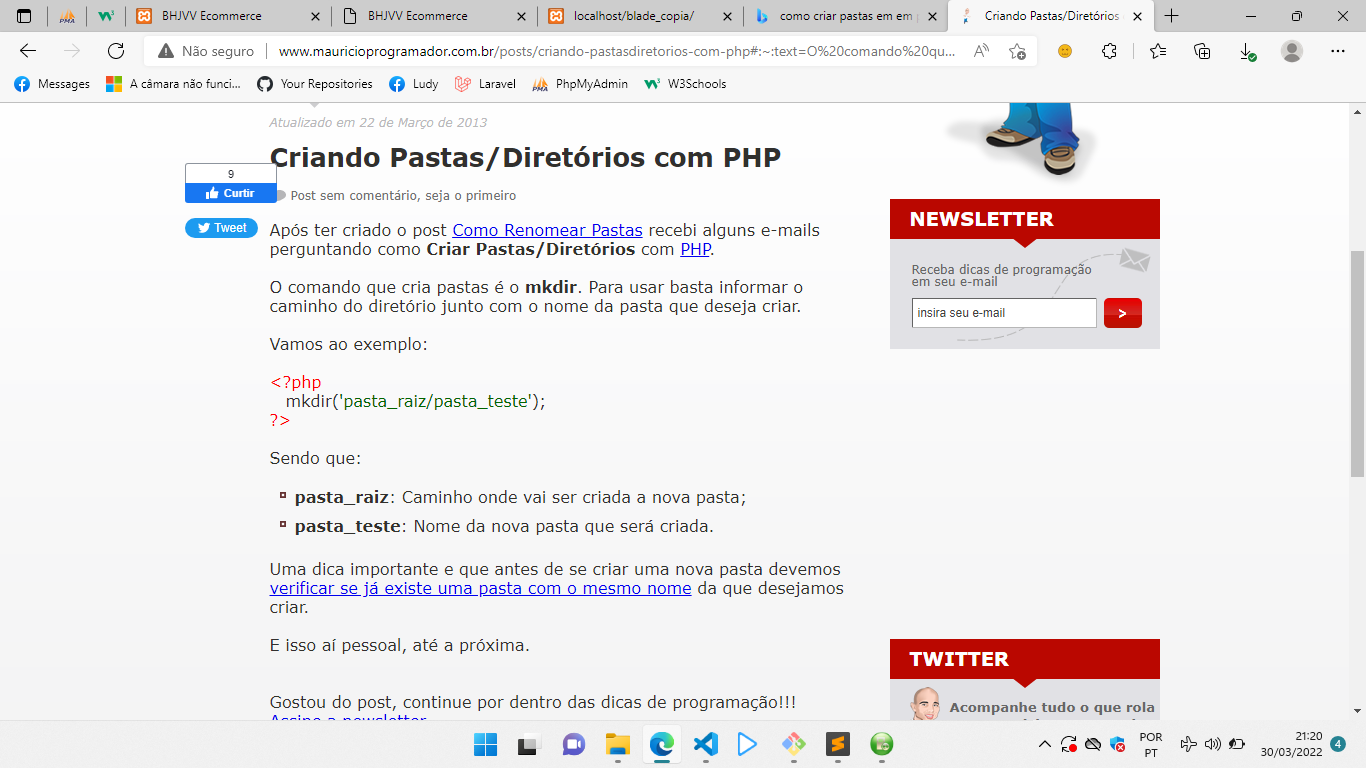 BHJVV Ecommerce
BHJVV Ecommerce
localhost/blade_copia/
como criar pastas em em p
Criando Pastas/Diretórios
Não seguro
www.mauricioprogramador.com.br/posts/criando-pastasdiretorios-com-php#:~:text=O%20comando%20qu...
Messages
A câmara não funci...
Your Repositories
Ludy
Laravel
PhpMyAdmin
W3Schools
Atualizado em 22 de Março de 2013
Criando Pastas/Diretórios com PHP
9
Curtir
Post sem comentário, seja o primeiro
Tweet
Após ter criado o post Como Renomear Pastas recebi alguns e-mails
perguntando como Criar Pastas/Diretórios com PHP.
O comando que cria pastas é o mkdir. Para usar basta informar o
caminho do diretório junto com o nome da pasta que deseja criar.
Vamos ao exemplo:
<?php
mkdir('pasta_raiz/pasta_teste');
?>
Sendo que:
pasta_raiz: Caminho onde vai ser criada a nova pasta;
pasta_teste: Nome da nova pasta que será criada.
Uma dica importante e que antes de se criar uma nova pasta devemos
verificar se já existe uma pasta com o mesmo nome da que desejamos
criar.
E isso aí pessoal, até a próxima.
Gostou do post, continue por dentro das dicas de programação!!!
Assine a newsletter
NEWSLETTER
Receba dicas de programação
em seu e-mail
insira seu e-mail
>
TWITTER
Acompanhe tudo o que rola
POR
PT
21:20
30/03/2022
4